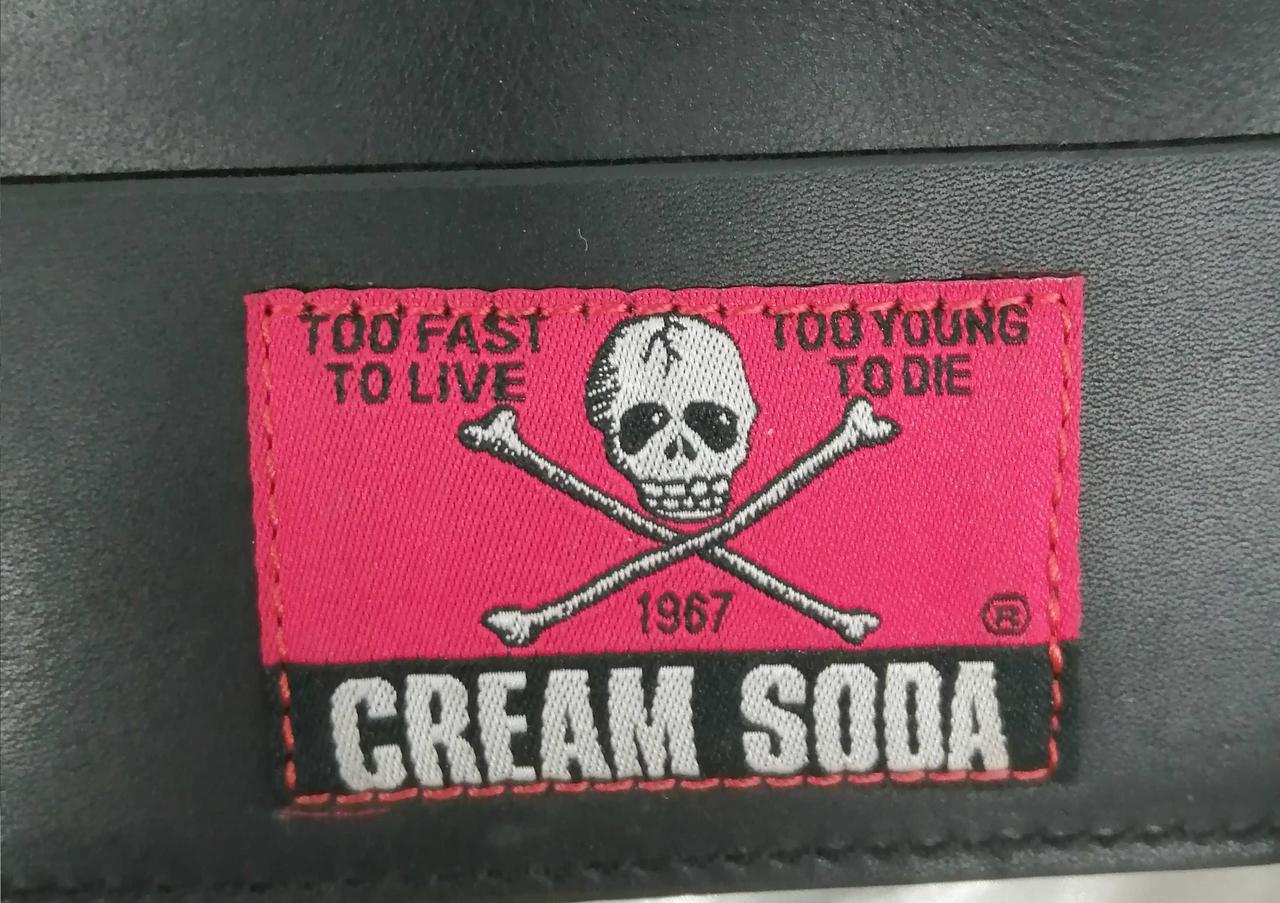 TOO FAST
TO LIVE
TOO YOUNG
TO DIE
1967
®
CREAM SODA